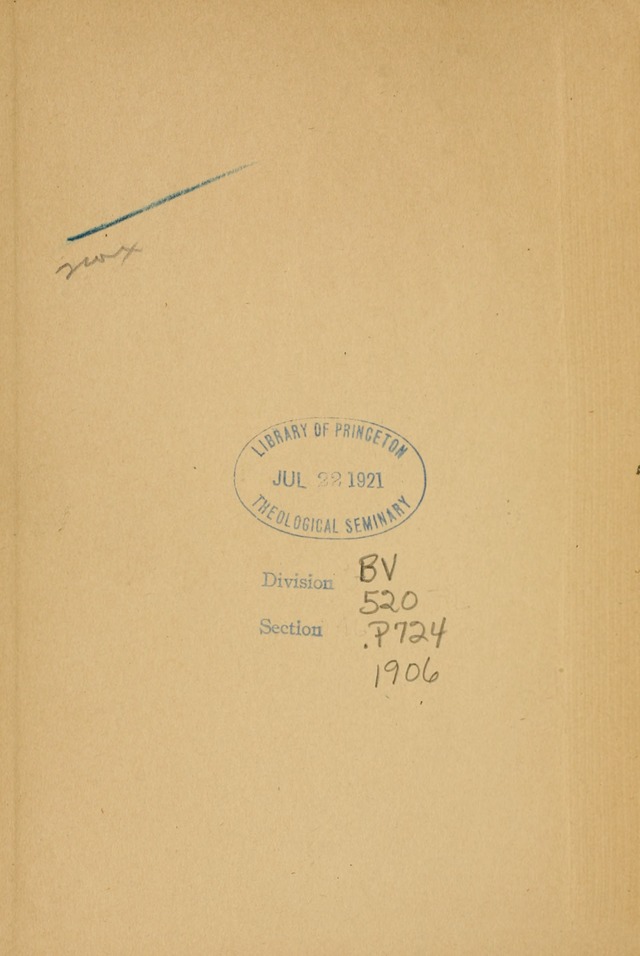 LIBRARY OF PRINCETON
JUL 22 1921
THEOLOGICAL SEMINARY
Division BV
520
Section .P724
1906